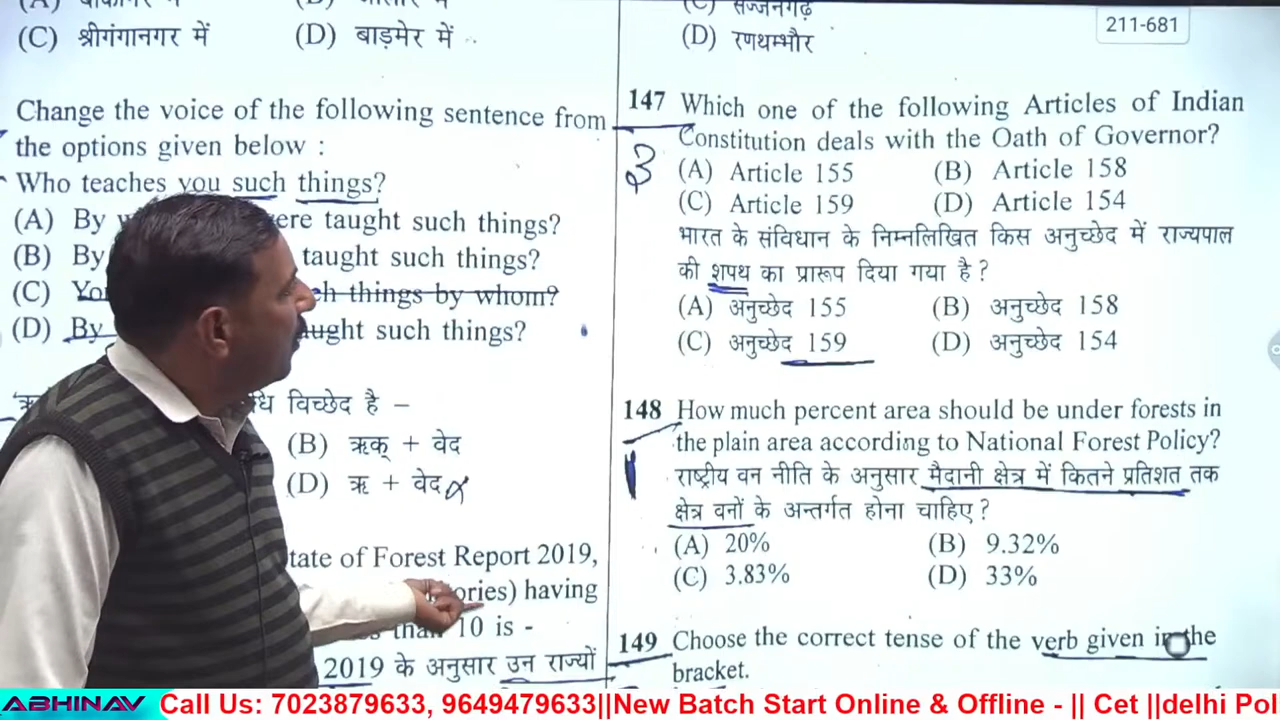 (C) श्रीगंगानगर में (D) बाड़मेर में
Change the voice of the following sentence from
the options given below :
Who teaches you such things?
(A) By ere taught such things?
(B) By taught such things?
(C) You ch things by whom?
(D) By aught such things?
विच्छेद है –
(B) ऋक् + वेद
(D) ऋ + वेद
tate of Forest Report 2019,
ories) having
than 10 is -
2019 के अनुसार उन राज्यों
(C) सज्जनगढ़
(D) रणथम्भौर
211-681
147 Which one of the following Articles of Indian
Constitution deals with the Oath of Governor?
3
(A) Article 155 (B) Article 158
(C) Article 159 (D) Article 154
भारत के संविधान के निम्नलिखित किस अनुच्छेद में राज्यपाल
की शपथ का प्रारूप दिया गया है ?
(A) अनुच्छेद 155 (B) अनुच्छेद 158
(C) अनुच्छेद 159 (D) अनुच्छेद 154
148 How much percent area should be under forests in
the plain area according to National Forest Policy?
1
राष्ट्रीय वन नीति के अनुसार मैदानी क्षेत्र में कितने प्रतिशत तक
क्षेत्र वनों के अन्तर्गत होना चाहिए ?
(A) 20% (B) 9.32%
(C) 3.83% (D) 33%
149 Choose the correct tense of the verb given in the
bracket.
ABHINAV Call Us: 7023879633, 9649479633||New Batch Start Online & Offline - || Cet ||delhi Pol